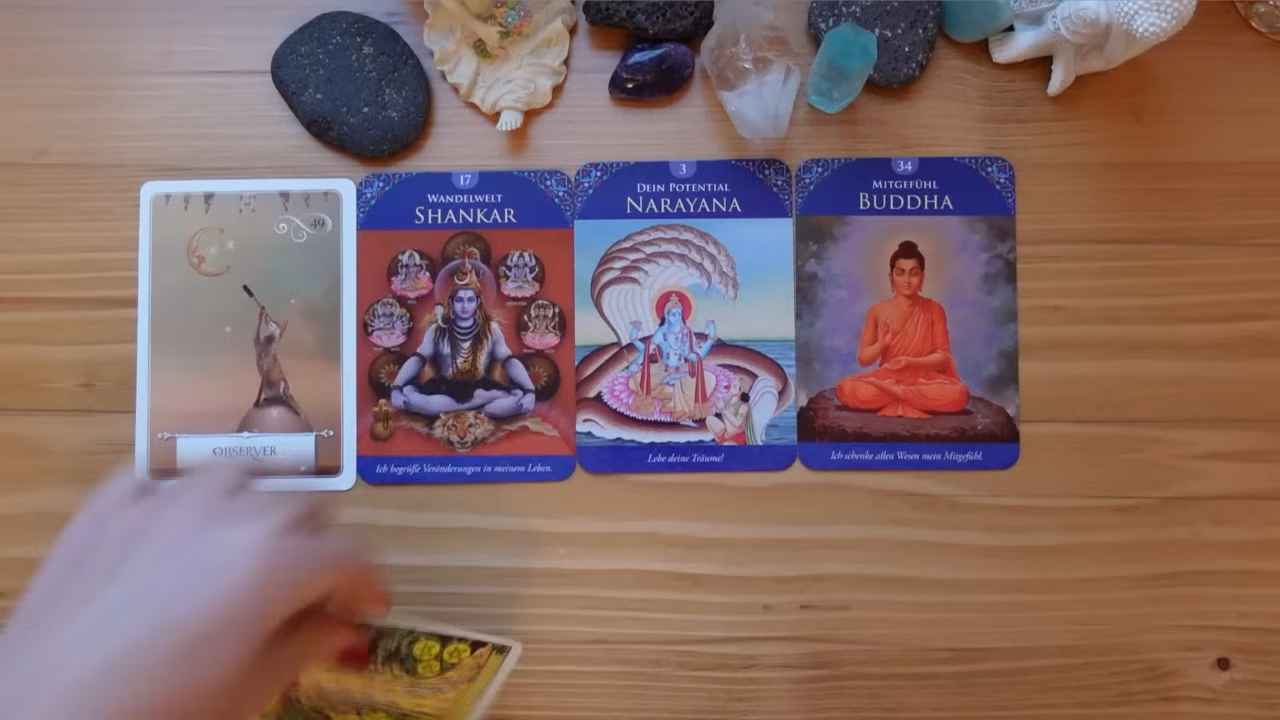 49
OBSERVER
17
WANDELWELT
SHANKAR
Ich begrüße Veränderungen in meinem Leben.
3
DEIN POTENTIAL
NARAYANA
Lebe deine Träume!
34
MITGEFÜHL
BUDDHA
Ich schenke allen Wesen mein Mitgefühl.